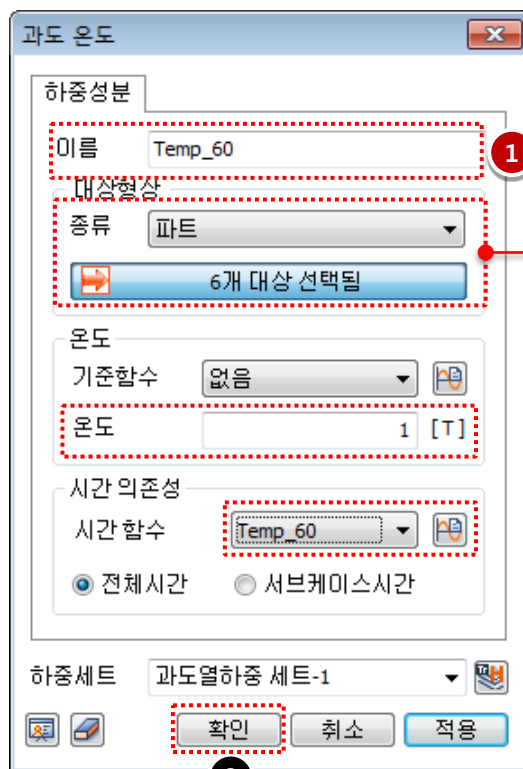 과도 온도
하중성분
이름 Temp_60
1
대상형상
종류 파트
6개 대상 선택됨
온도
기준함수 없음
온도 1 [T]
시간 의존성
시간 함수 Temp_60
전체시간 서브케이스시간
하중세트 과도열하중 세트-1
확인 취소 적용